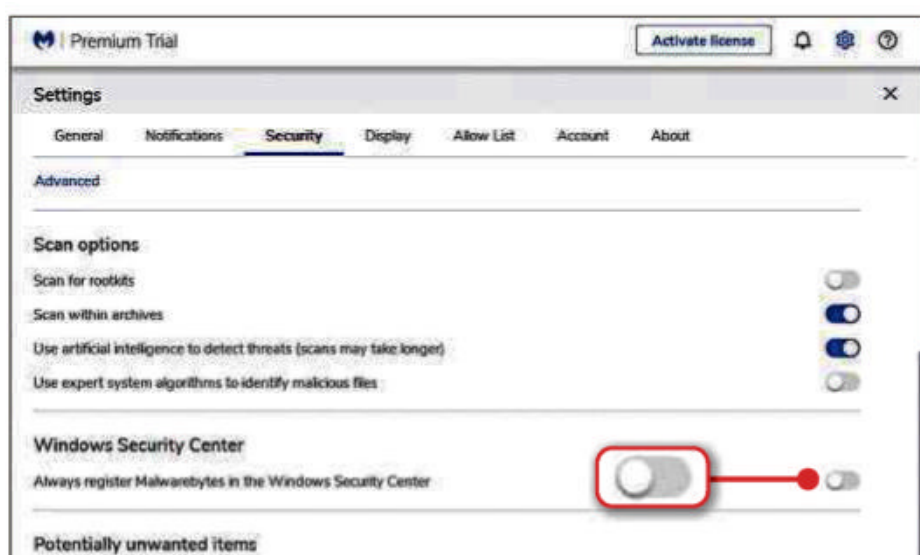 Premium Trial
Activate license
Settings
General Notifications Security Display Allow List Account About
Advanced
Scan options
Scan for rootkits
Scan within archives
Use artificial intelligence to detect threats (scans may take longer)
Use expert system algorithms to identify malicious files
Windows Security Center
Always register Malwarebytes in the Windows Security Center
Potentially unwanted items